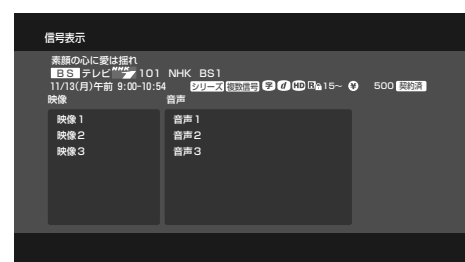 信号表示
素顔の心に愛は揺れ
BS テレビ NHK 101 NHK BS1
11/13(月)午前 9:00-10:54 シリーズ 複数信号 字 d HD R 15~ ¥ 500 契約済
映像 音声
映像1 音声1
映像2 音声2
映像3 音声3